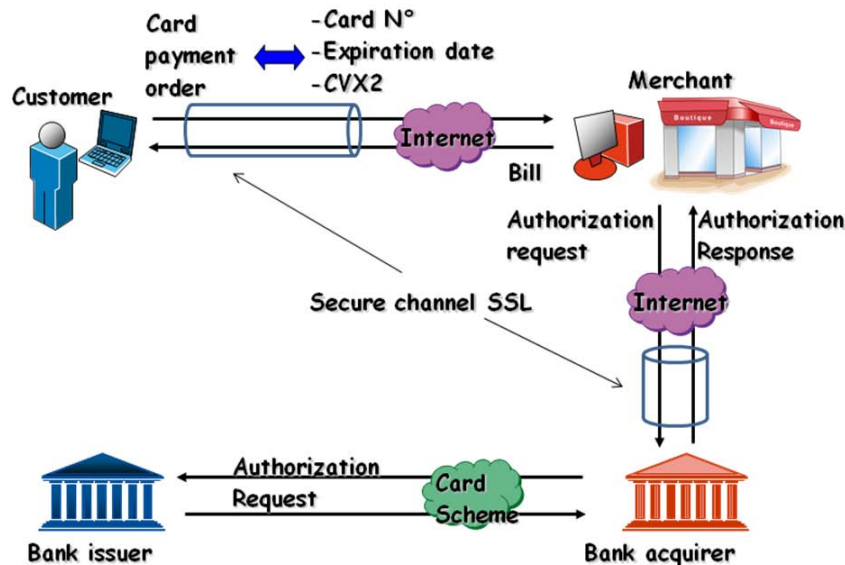 Card
payment
order
-Card N°
-Expiration date
-CVX2
Customer
Merchant
Boutique
Boutique
Internet
Bill
Authorization
request
Authorization
Response
Internet
Secure channel SSL
Authorization
Request
Card
Scheme
Bank issuer
Bank acquirer